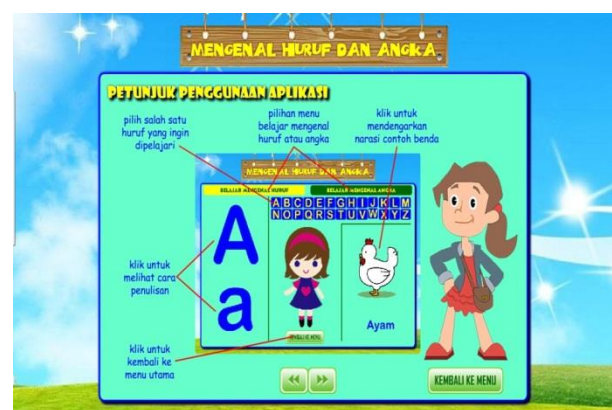 MENGENAL HURUF DAN ANGKA
PETUNJUK PENGGUNAAN APLIKASI
pilih salah satu
huruf yang ingin
dipelajari
pilihan menu
belajar mengenal
huruf atau angka
klik untuk
mendengarkan
narasi contoh benda
MENGENAL HURUF DAN ANGKA
BELAJAR MENGENAL HURUF
BELAJAR MENGENAL ANGKA
ABCDEFGHIJKLM
NOPQRSTUVWXYZ
A
a
klik untuk
melihat cara
penulisan
Ayam
KEMBALI KE MENU
klik untuk
kembali ke
menu utama
KEMBALI KE MENU